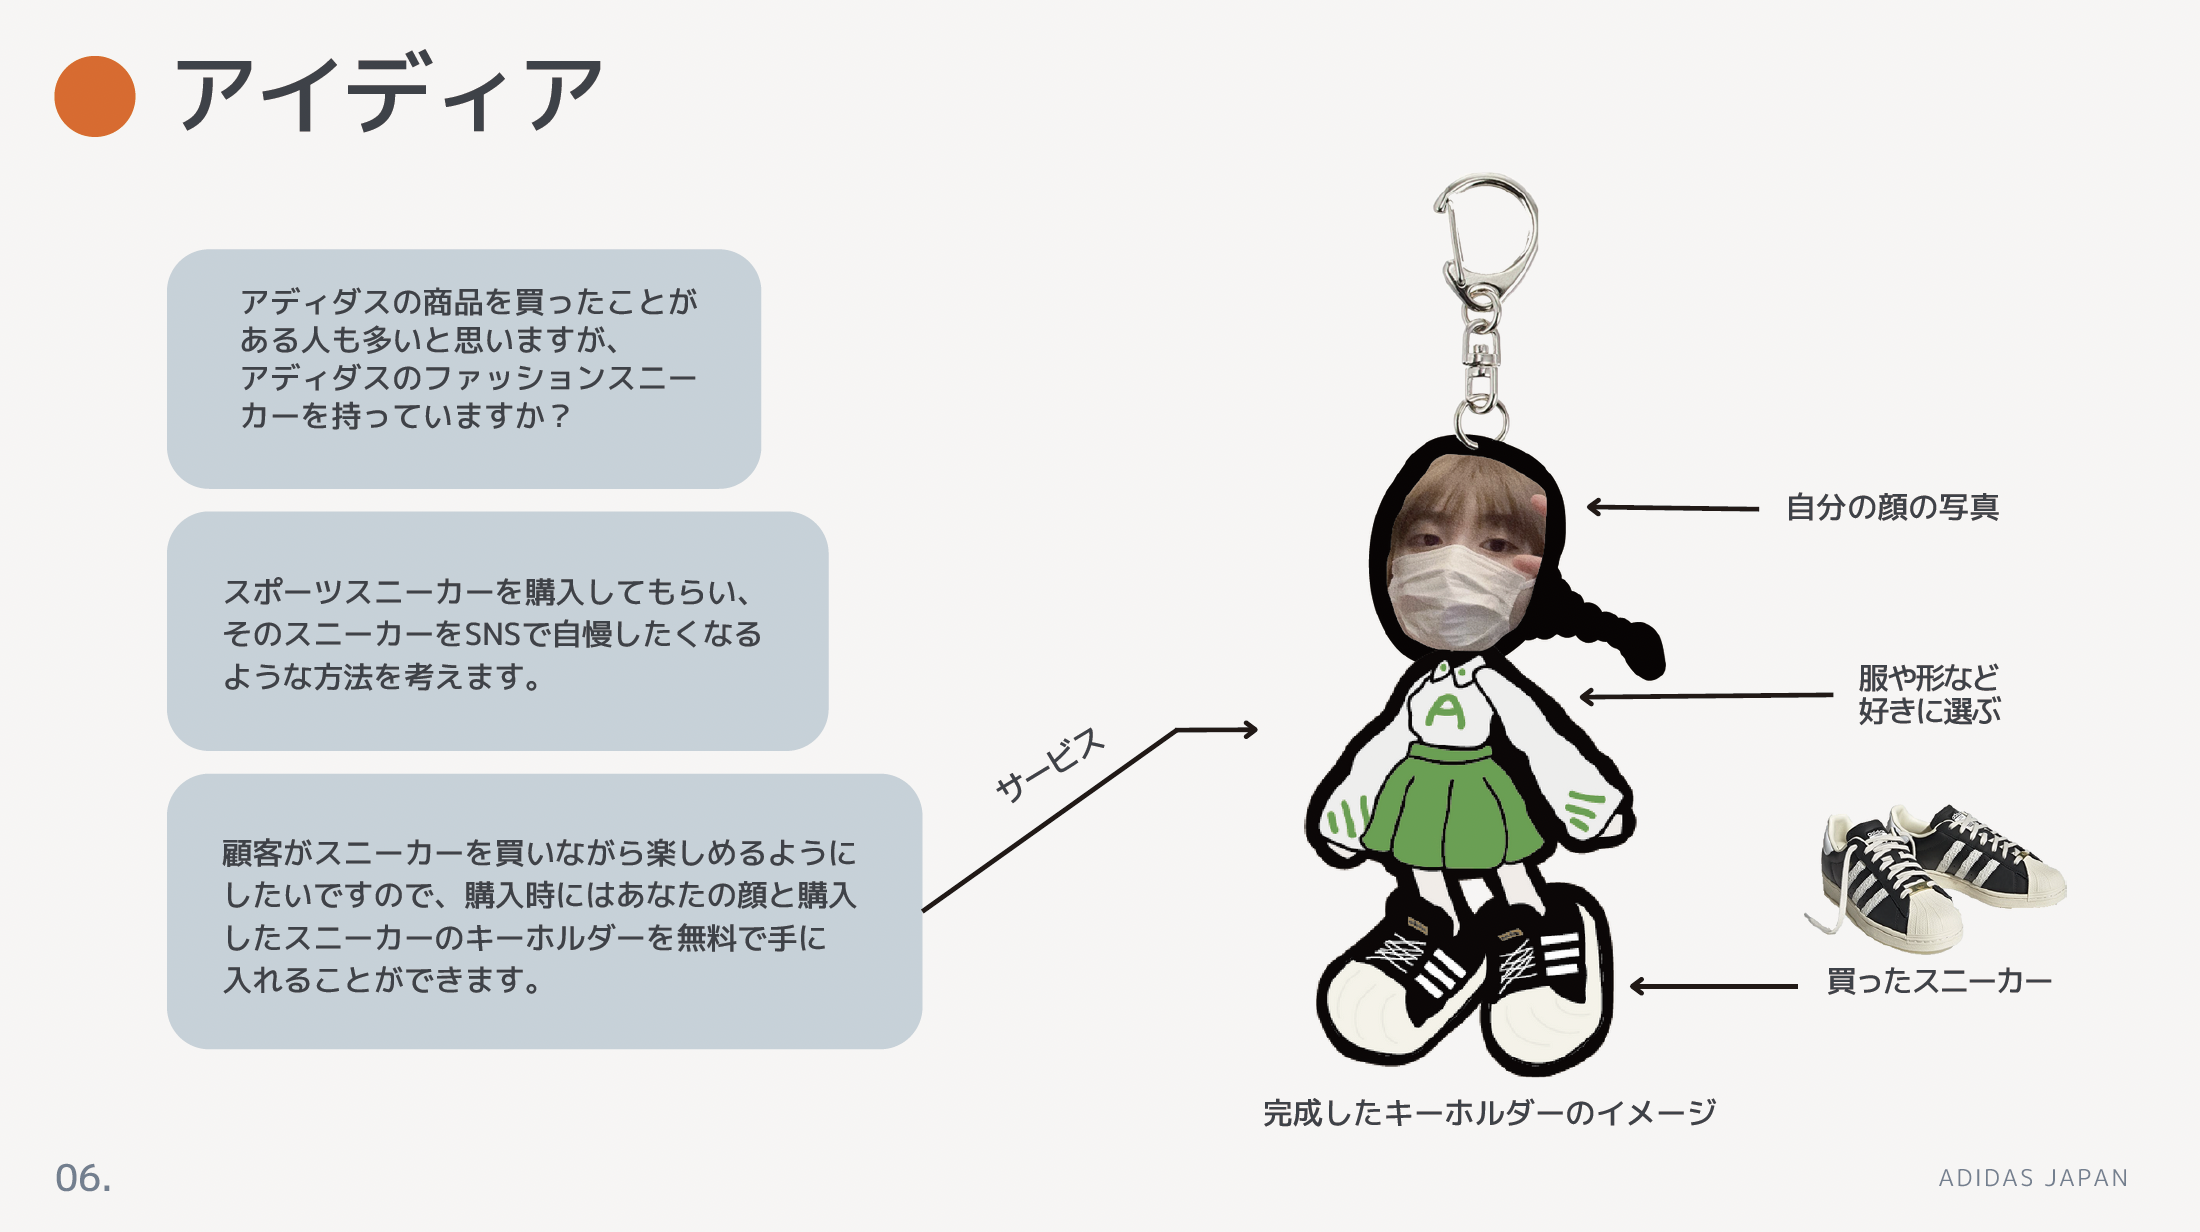 アイディア
アディダスの商品を買ったことが
ある人も多いと思いますが、
アディダスのファッションスニー
カーを持っていますか？
スポーツスニーカーを購入してもらい、
そのスニーカーをSNSで自慢したくなる
ような方法を考えます。
顧客がスニーカーを買いながら楽しめるように
したいですので、購入時にはあなたの顔と購入
したスニーカーのキーホルダーを無料で手に
入れることができます。
サービス
自分の顔の写真
服や形など
好きに選ぶ
A
買ったスニーカー
完成したキーホルダーのイメージ
06.
ADIDAS JAPAN